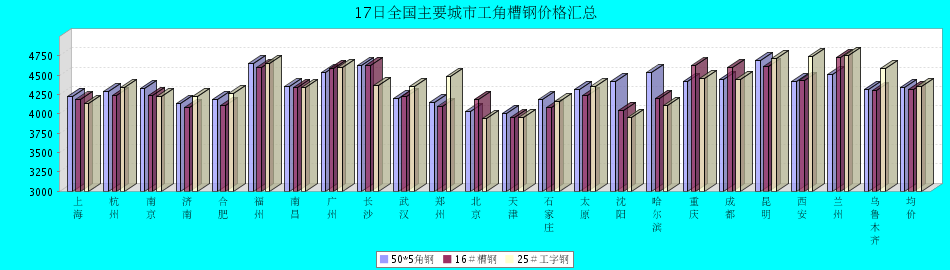 17日全国主要城市工角槽钢价格汇总
4750
4500
4250
4000
3750
3500
3250
3000
上海
杭州
南京
济南
合肥
福州
南昌
广州
长沙
武汉
郑州
北京
天津
石家庄
太原
沈阳
哈尔滨
重庆
成都
昆明
西安
兰州
乌鲁木齐
均价
50*5角钢
16#槽钢
25#工字钢